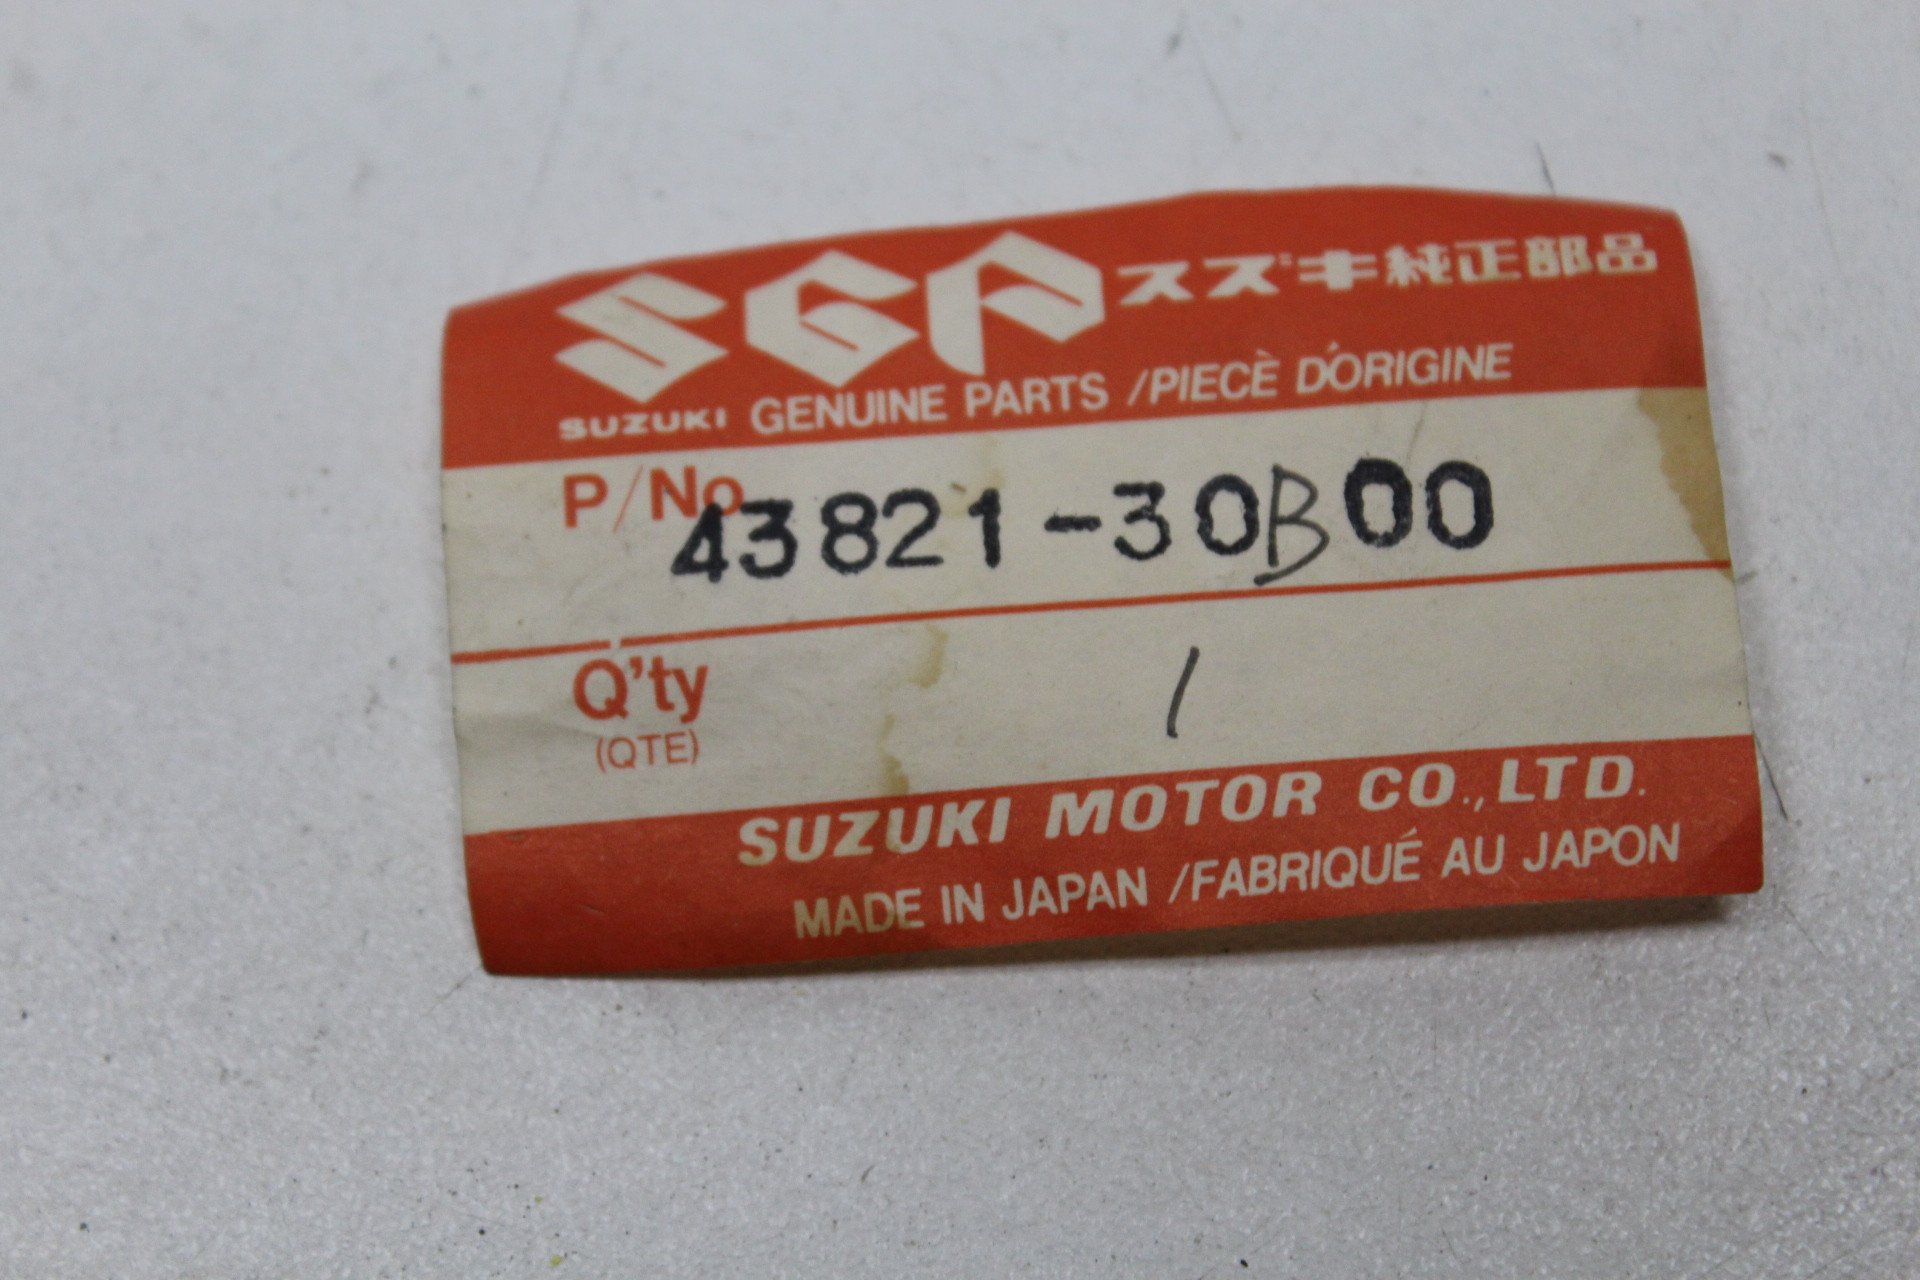 SGP スズキ純正部品
SUZUKI GENUINE PARTS /PIECÈ D'ORIGINE
P/No. 43821-30B00
Q'ty 1
(QTE)
SUZUKI MOTOR CO.,LTD.
MADE IN JAPAN /FABRIQUÉ AU JAPON